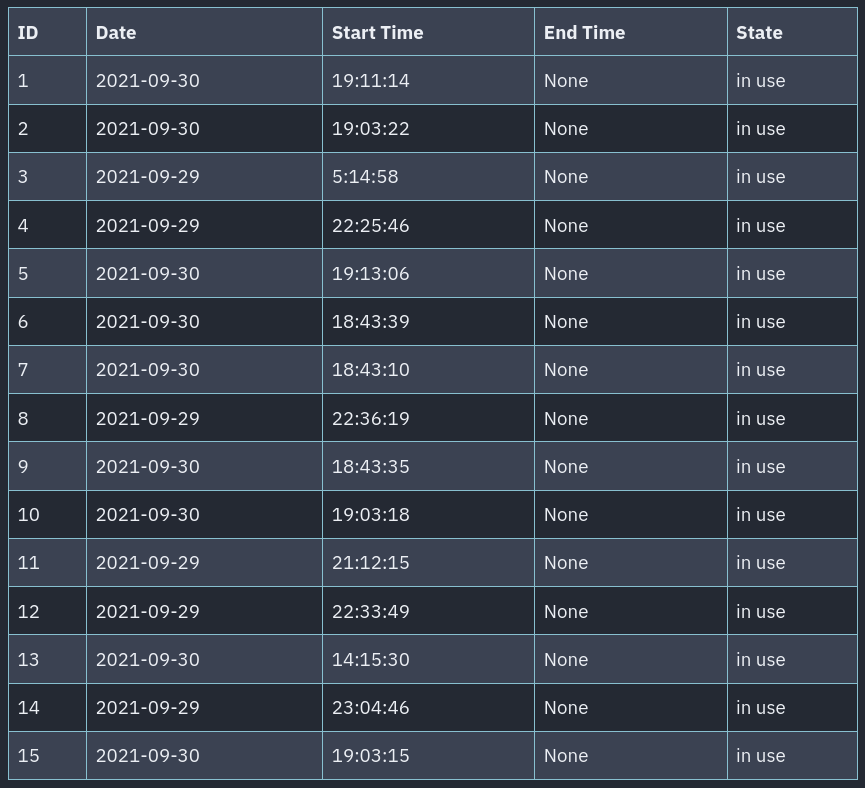 ID Date Start Time End Time State
1 2021-09-30 19:11:14 None in use
2 2021-09-30 19:03:22 None in use
3 2021-09-29 5:14:58 None in use
4 2021-09-29 22:25:46 None in use
5 2021-09-30 19:13:06 None in use
6 2021-09-30 18:43:39 None in use
7 2021-09-30 18:43:10 None in use
8 2021-09-29 22:36:19 None in use
9 2021-09-30 18:43:35 None in use
10 2021-09-30 19:03:18 None in use
11 2021-09-29 21:12:15 None in use
12 2021-09-29 22:33:49 None in use
13 2021-09-30 14:15:30 None in use
14 2021-09-29 23:04:46 None in use
15 2021-09-30 19:03:15 None in use